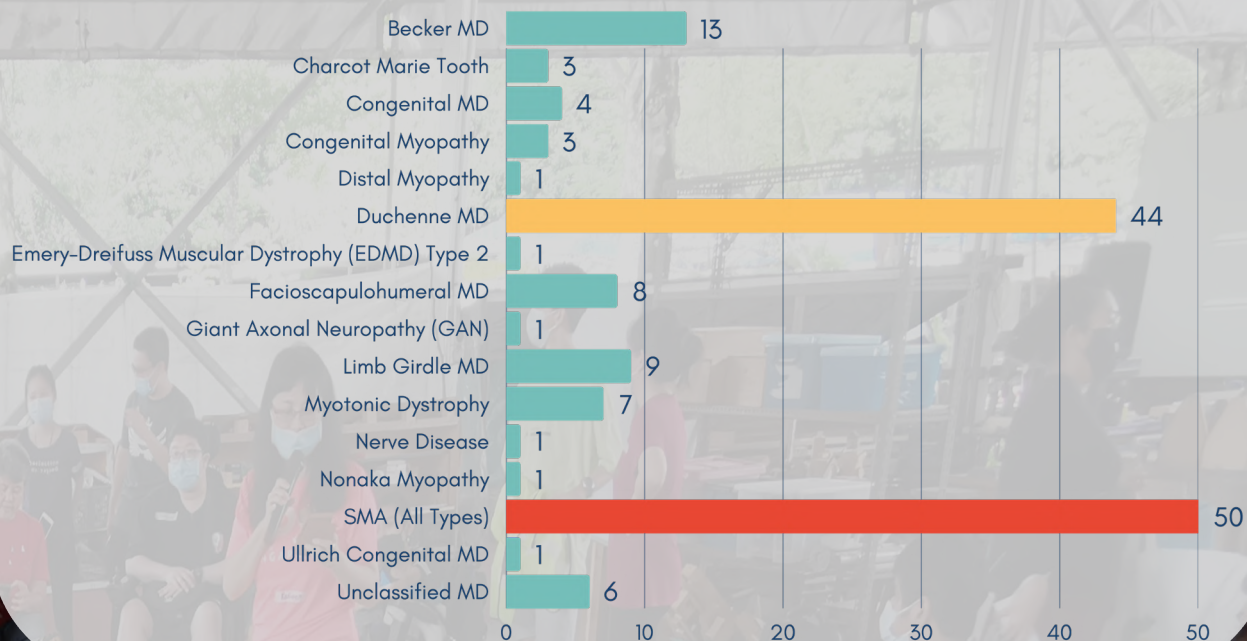 Becker MD 13
Charcot Marie Tooth 3
Congenital MD 4
Congenital Myopathy 3
Distal Myopathy 1
Duchenne MD 44
Emery-Dreifuss Muscular Dystrophy (EDMD) Type 2 1
Facioscapulohumeral MD 8
Giant Axonal Neuropathy (GAN) 1
Limb Girdle MD 9
Myotonic Dystrophy 7
Nerve Disease 1
Nonaka Myopathy 1
SMA (All Types) 50
Ullrich Congenital MD 1
Unclassified MD 6
0 10 20 30 40 50